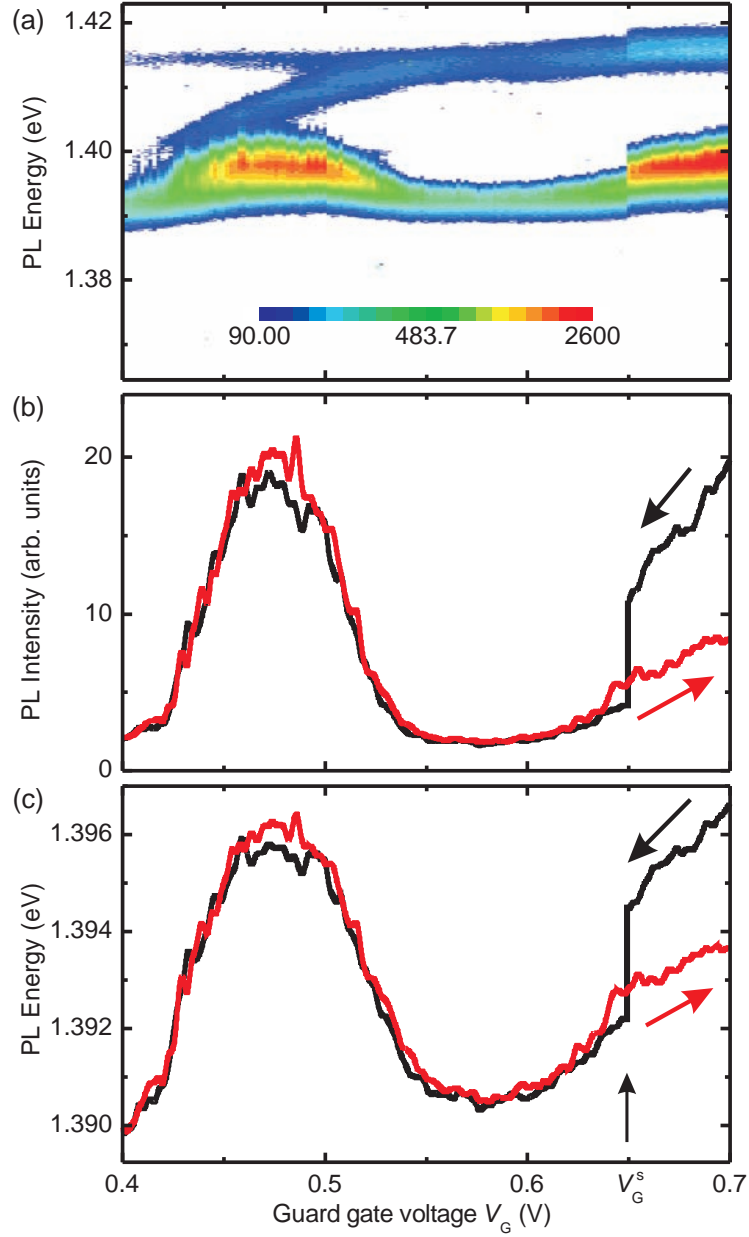 (a)
1.42
1.40
1.38
PL Energy (eV)
90.00 483.7 2600
(b)
20
10
0
PL Intensity (arb. units)
(c)
1.396
1.394
1.392
1.390
PL Energy (eV)
0.4 0.5 0.6 V_G^s 0.7
Guard gate voltage V_G (V)